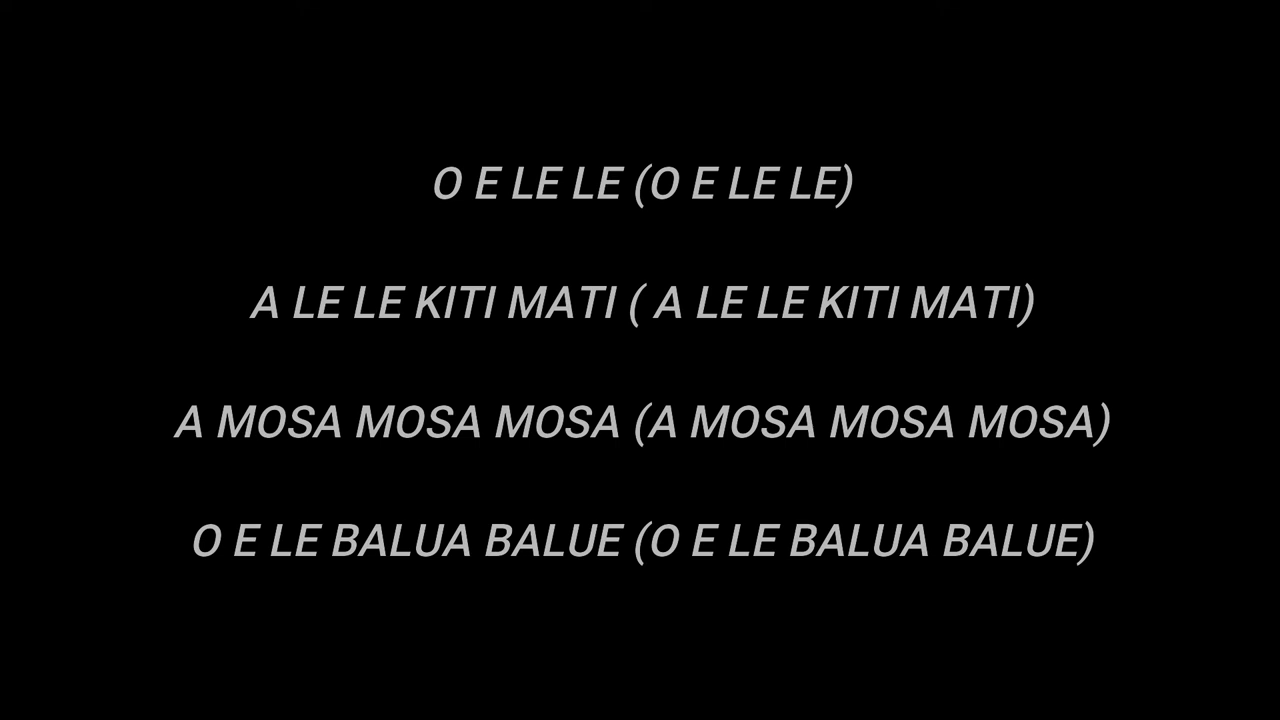 O E LE LE (O E LE LE)
A LE LE KITI MATI ( A LE LE KITI MATI)
A MOSA MOSA MOSA (A MOSA MOSA MOSA)
O E LE BALUA BALUE (O E LE BALUA BALUE)